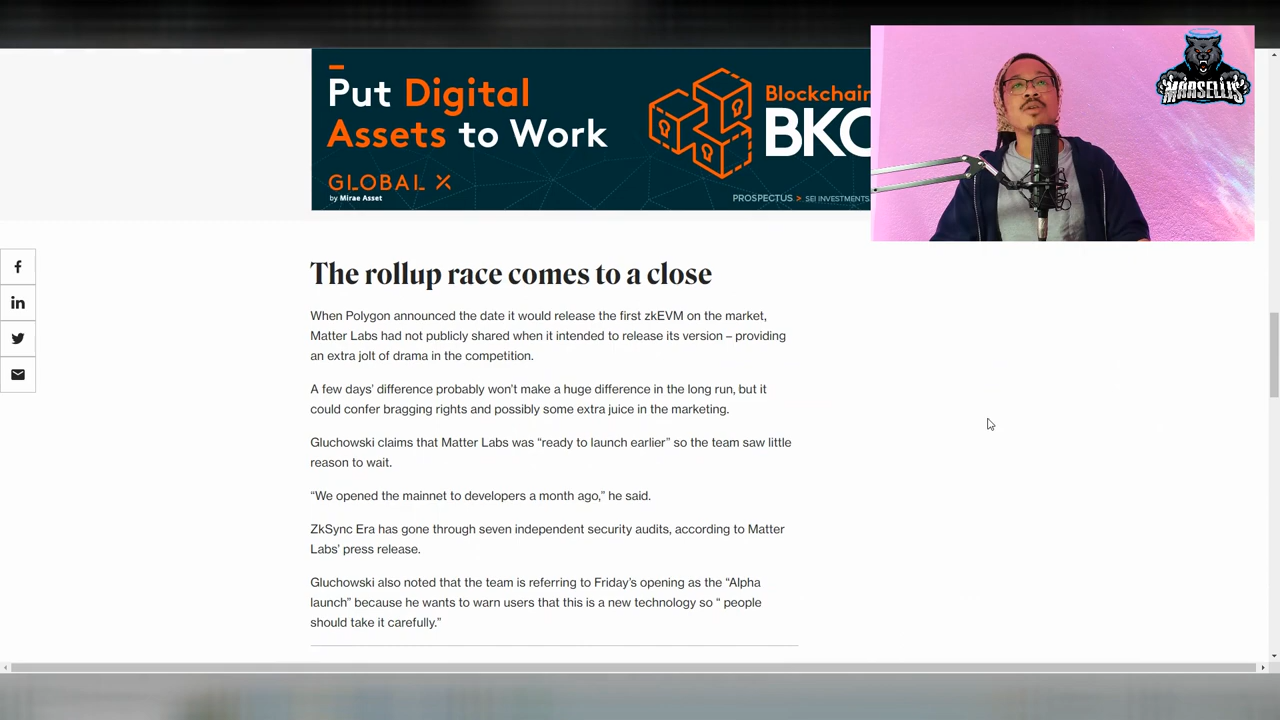 Put Digital
Assets to Work
GLOBAL X
by Mirae Asset
Blockchain
BKC
PROSPECTUS > SEI INVESTMENTS
MARSELLIS
The rollup race comes to a close
When Polygon announced the date it would release the first zkEVM on the market,
Matter Labs had not publicly shared when it intended to release its version – providing
an extra jolt of drama in the competition.
A few days’ difference probably won’t make a huge difference in the long run, but it
could confer bragging rights and possibly some extra juice in the marketing.
Gluchowski claims that Matter Labs was “ready to launch earlier” so the team saw little
reason to wait.
“We opened the mainnet to developers a month ago,” he said.
ZkSync Era has gone through seven independent security audits, according to Matter
Labs’ press release.
Gluchowski also noted that the team is referring to Friday’s opening as the “Alpha
launch” because he wants to warn users that this is a new technology so “ people
should take it carefully.”